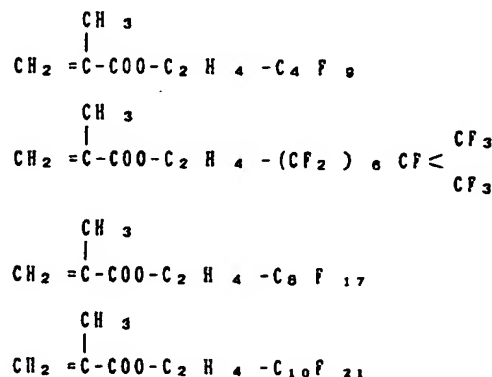 CH 3
|
CH2 =C-COO-C2 H 4 -C4 F 9
CH 3
|
CF3
CH2 =C-COO-C2 H 4 -(CF2 ) 6 CF<
CF3
CH 3
|
CH2 =C-COO-C2 H 4 -C8 F 17
CH 3
|
CH2 =C-COO-C2 H 4 -C10F 21